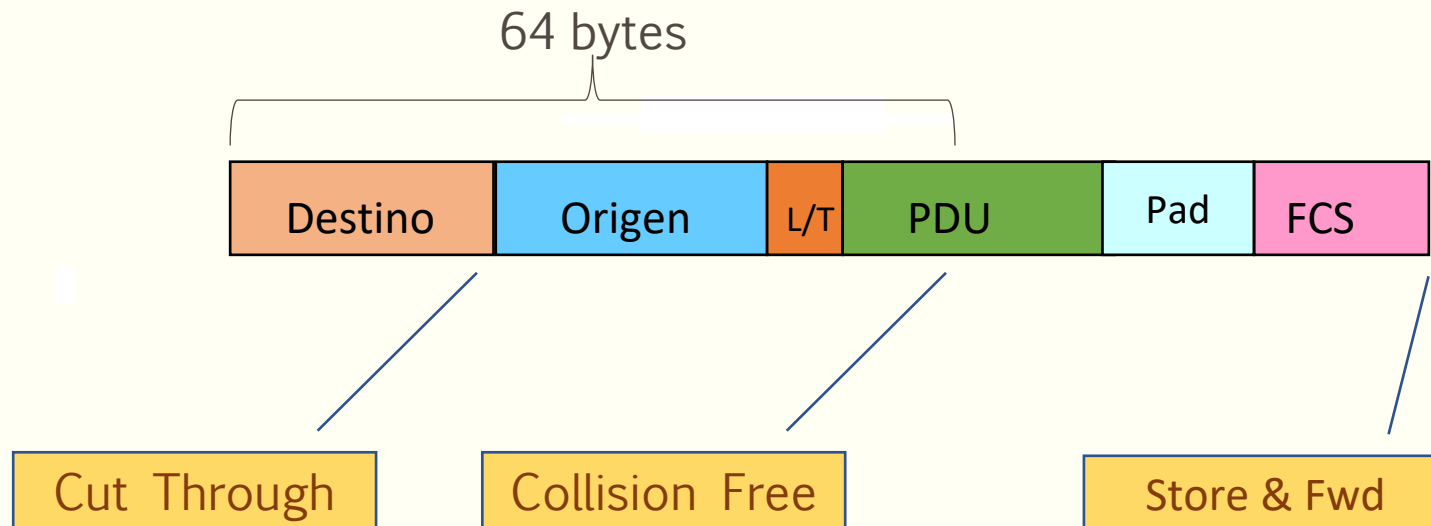 64 bytes
Destino Origen L/T PDU Pad FCS
Cut Through Collision Free Store & Fwd